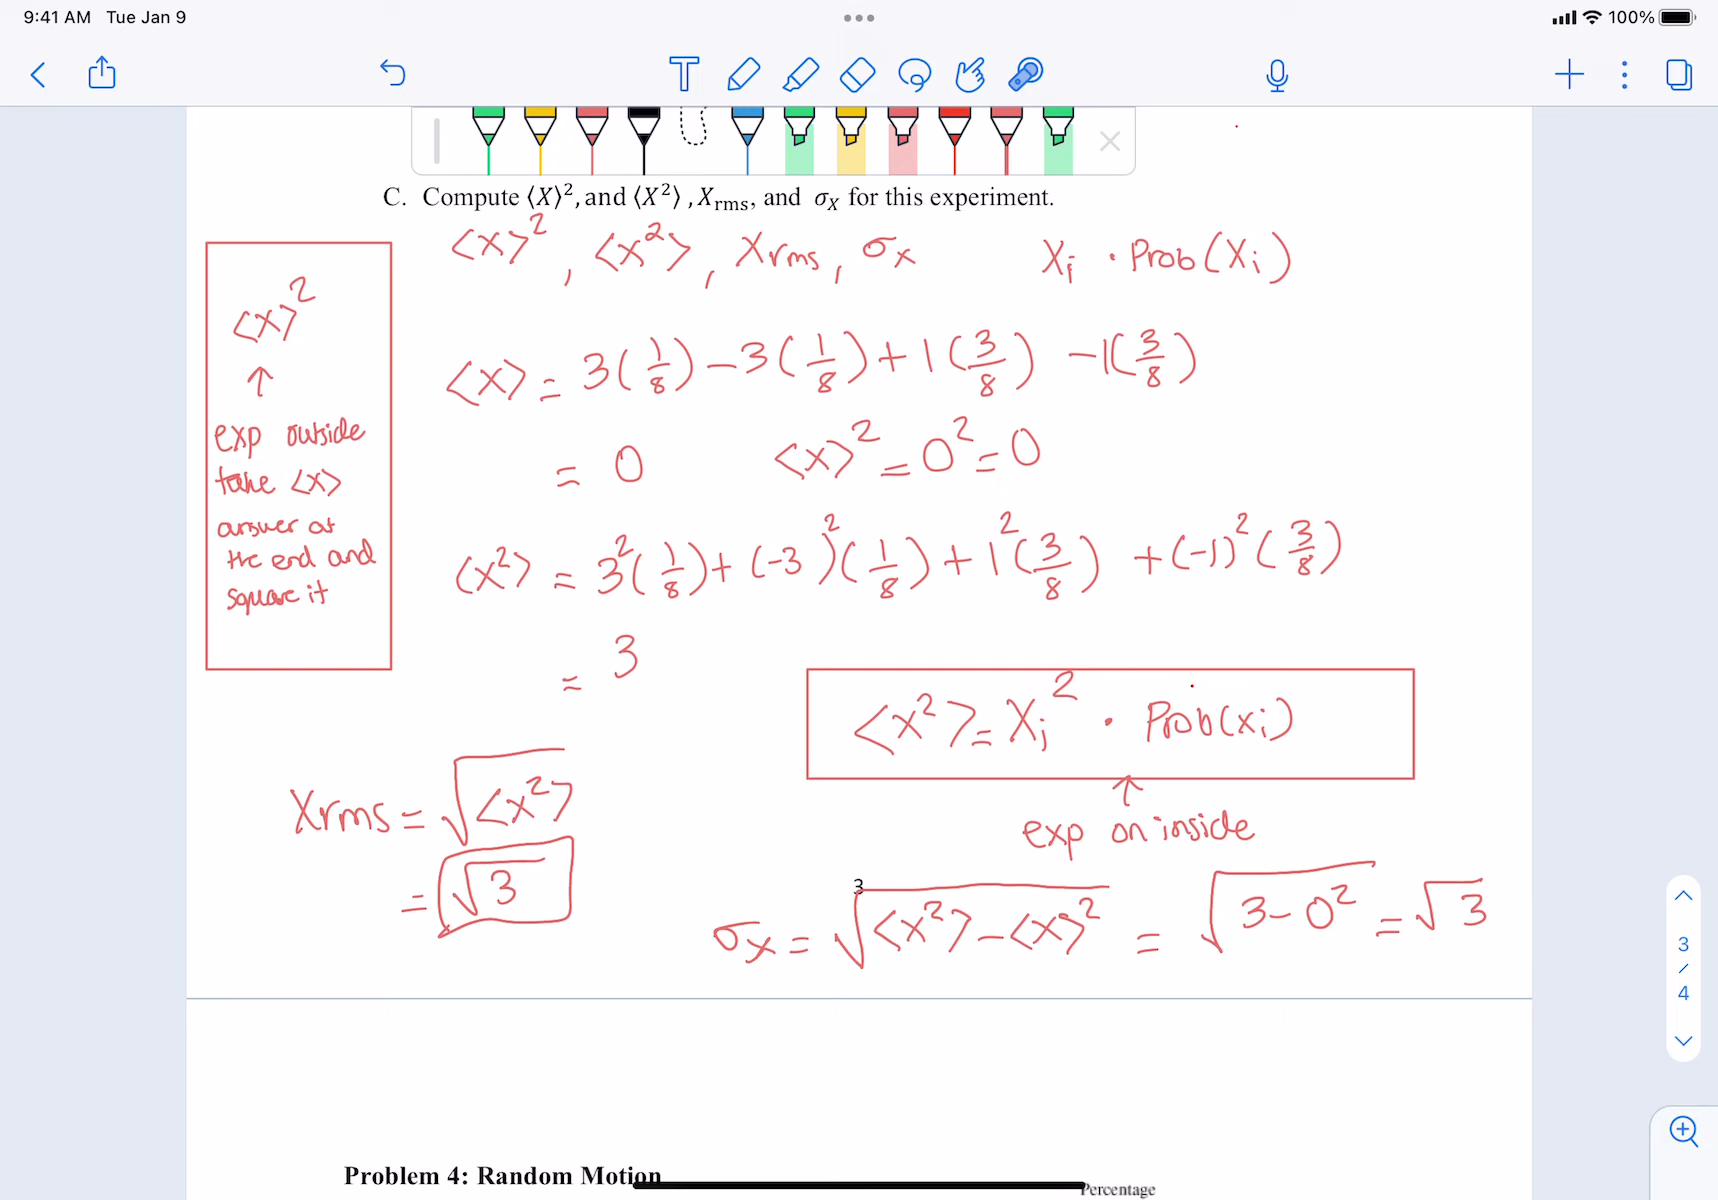 9:41 AM Tue Jan 9
100%
C. Compute ⟨X⟩², and ⟨X²⟩, X_rms, and σ_X for this experiment.
⟨x⟩², ⟨x²⟩, Xrms, σx
Xi · Prob(Xi)
⟨x⟩²
↑
exp outside
take ⟨x⟩
answer at
the end and
square it
⟨x⟩ = 3(1/8) - 3(1/8) + 1(3/8) - 1(3/8)
= 0
⟨x⟩² = 0² = 0
⟨x²⟩ = 3²(1/8) + (-3)²(1/8) + 1²(3/8) + (-1)²(3/8)
= 3
⟨x²⟩ = Xi² · Prob(xi)
↑
exp on inside
Xrms = √⟨x²⟩
= √3
3
σx = √⟨x²⟩ - ⟨x⟩² = √3 - 0² = √3
3
/
4
Problem 4: Random Motion
Percentage